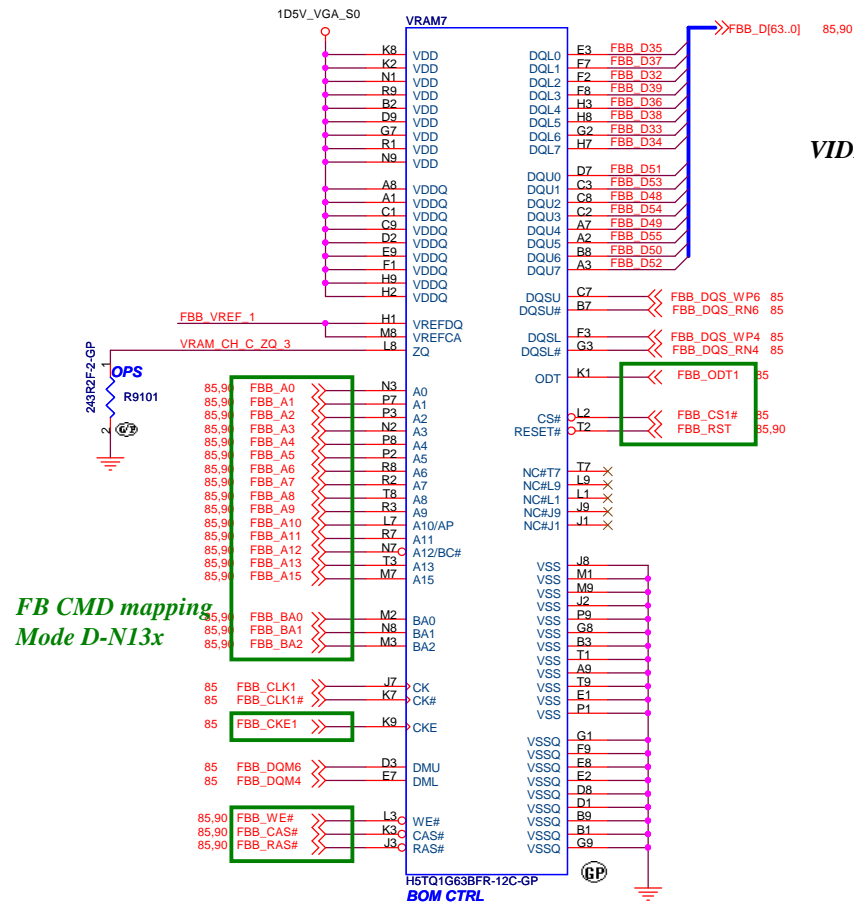 1D5V_VGA_S0
VRAM7
FBB_D[63..0] 85,90
K8 VDD
K2 VDD
N1 VDD
R9 VDD
B2 VDD
D9 VDD
G7 VDD
R1 VDD
N9 VDD
A8 VDDQ
A1 VDDQ
C1 VDDQ
C9 VDDQ
D2 VDDQ
E9 VDDQ
F1 VDDQ
H9 VDDQ
H2 VDDQ
FBB_VREF_1 H1 VREFDQ
M8 VREFCA
VRAM_CH_C_ZQ_3 L8 ZQ
243R2F-2-GP
1
2
OPS
R9101
GP
85,90 FBB_A0 N3 A0
85,90 FBB_A1 P7 A1
85,90 FBB_A2 P3 A2
85,90 FBB_A3 N2 A3
85,90 FBB_A4 P8 A4
85,90 FBB_A5 P2 A5
85,90 FBB_A6 R8 A6
85,90 FBB_A7 R2 A7
85,90 FBB_A8 T8 A8
85,90 FBB_A9 R3 A9
85,90 FBB_A10 L7 A10/AP
85,90 FBB_A11 R7 A11
85,90 FBB_A12 N7 A12/BC#
85,90 FBB_A13 T3 A13
85,90 FBB_A15 M7 A15
FB CMD mapping
Mode D-N13x
85,90 FBB_BA0 M2 BA0
85,90 FBB_BA1 N8 BA1
85,90 FBB_BA2 M3 BA2
85 FBB_CLK1 J7 CK
85 FBB_CLK1# K7 CK#
85 FBB_CKE1 K9 CKE
85 FBB_DQM6 D3 DMU
85 FBB_DQM4 E7 DML
85,90 FBB_WE# L3 WE#
85,90 FBB_CAS# K3 CAS#
85,90 FBB_RAS# J3 RAS#
DQL0 E3 FBB_D35
DQL1 F7 FBB_D37
DQL2 F2 FBB_D32
DQL3 F8 FBB_D39
DQL4 H3 FBB_D36
DQL5 H8 FBB_D38
DQL6 G2 FBB_D33
DQL7 H7 FBB_D34
VID
DQU0 D7 FBB_D51
DQU1 C3 FBB_D53
DQU2 C8 FBB_D48
DQU3 C2 FBB_D54
DQU4 A7 FBB_D49
DQU5 A2 FBB_D55
DQU6 B8 FBB_D50
DQU7 A3 FBB_D52
DQSU C7 FBB_DQS_WP6 85
DQSU# B7 FBB_DQS_RN6 85
DQSL F3 FBB_DQS_WP4 85
DQSL# G3 FBB_DQS_RN4 85
ODT K1 FBB_ODT1 85
CS# L2 FBB_CS1# 85
RESET# T2 FBB_RST 85,90
NC#T7 T7
NC#L9 L9
NC#L1 L1
NC#J9 J9
NC#J1 J1
VSS J8
VSS M1
VSS M9
VSS J2
VSS P9
VSS G8
VSS B3
VSS T1
VSS A9
VSS T9
VSS E1
VSS P1
VSSQ G1
VSSQ F9
VSSQ E8
VSSQ E2
VSSQ D8
VSSQ D1
VSSQ B9
VSSQ B1
VSSQ G9
GP
H5TQ1G63BFR-12C-GP
BOM CTRL